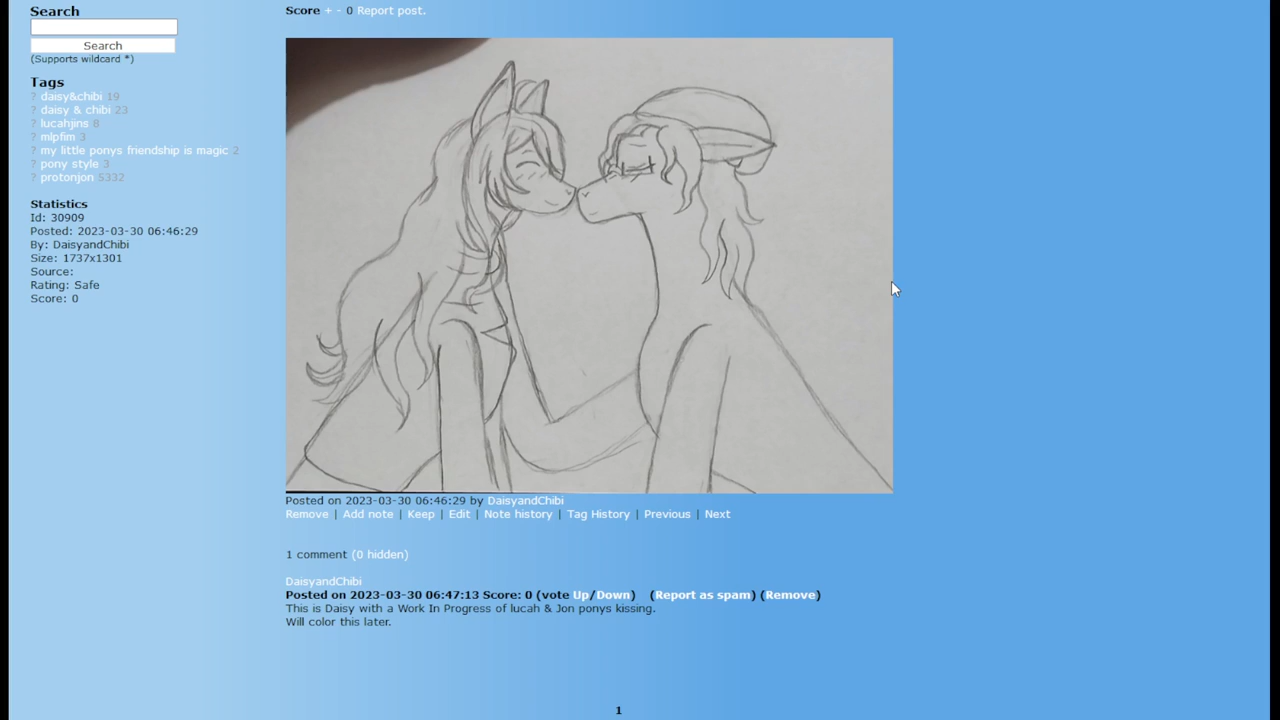 Search
Search
(Supports wildcard *)
Tags
? daisy&chibi 19
? daisy & chibi 23
? lucahjins 8
? mlpfim 3
? my little ponys friendship is magic 2
? pony style 3
? protonjon 5332
Statistics
Id: 30909
Posted: 2023-03-30 06:46:29
By: DaisyandChibi
Size: 1737x1301
Source:
Rating: Safe
Score: 0
Score + - 0 Report post.
Posted on 2023-03-30 06:46:29 by DaisyandChibi
Remove | Add note | Keep | Edit | Note history | Tag History | Previous | Next
1 comment (0 hidden)
DaisyandChibi
Posted on 2023-03-30 06:47:13 Score: 0 (vote Up/Down) (Report as spam) (Remove)
This is Daisy with a Work In Progress of lucah & Jon ponys kissing.
Will color this later.
1